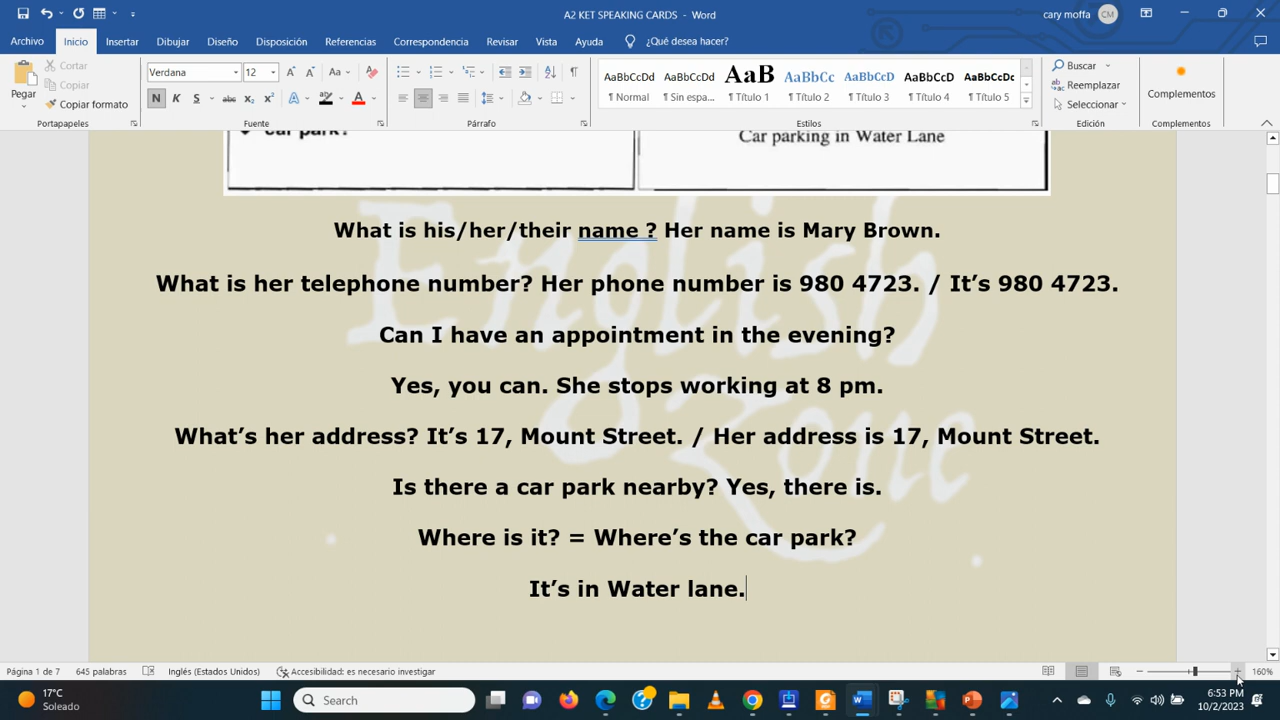 A2 KET SPEAKING CARDS - Word
cary moffa CM
Archivo Inicio Insertar Dibujar Diseño Disposición Referencias Correspondencia Revisar Vista Ayuda ¿Qué desea hacer?
Pegar
Cortar
Copiar
Copiar formato
Portapapeles
Verdana 12
Aa
N K S abc x₂ x²
Fuente
Párrafo
AaBbCcDd AaBbCcDd AaB AaBbCc AaBbCcD AaBbCcD AaBbCcDc
¶ Normal ¶ Sin espa... ¶ Título 1 ¶ Título 2 ¶ Título 3 ¶ Título 4 ¶ Título 5
Estilos
Buscar
Reemplazar
Seleccionar
Edición
Complementos
Complementos
car park?
Car parking in Water Lane
What is his/her/their name ? Her name is Mary Brown.
What is her telephone number? Her phone number is 980 4723. / It’s 980 4723.
Can I have an appointment in the evening?
Yes, you can. She stops working at 8 pm.
What’s her address? It’s 17, Mount Street. / Her address is 17, Mount Street.
Is there a car park nearby? Yes, there is.
Where is it? = Where’s the car park?
It’s in Water lane.
English
Zone
Página 1 de 7 645 palabras Inglés (Estados Unidos) Accesibilidad: es necesario investigar 160%
17°C
Soleado
Search
6:53 PM
10/2/2023